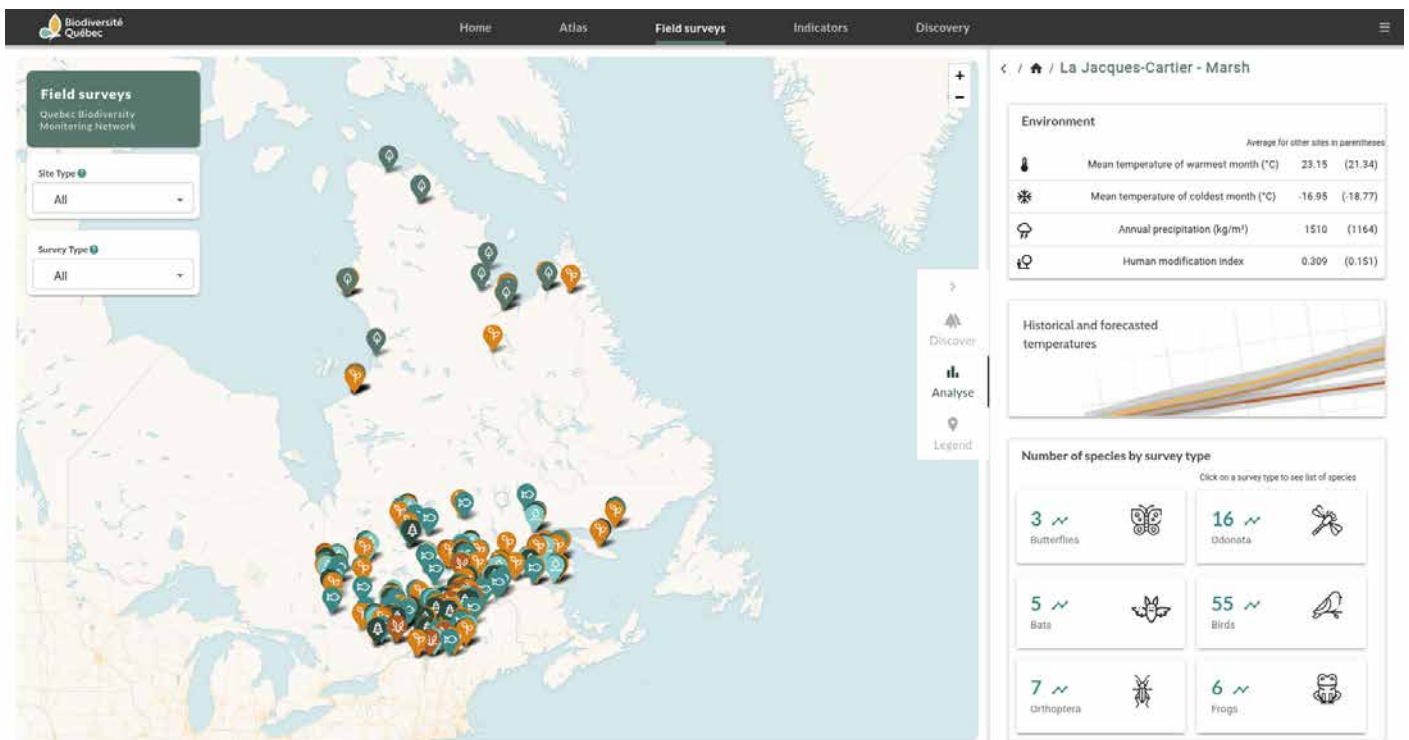 Biodiversité
Québec
Home
Atlas
Field surveys
Indicators
Discovery
Field surveys
Quebec Biodiversity
Monitoring Network
Site Type
All
Survey Type
All
+
−
Discover
Analyse
Legend
/ / La Jacques-Cartier - Marsh
Environment
Average for other sites in parentheses
Mean temperature of warmest month (°C) 23.15 (21.34)
Mean temperature of coldest month (°C) -16.95 (-18.77)
Annual precipitation (kg/m²) 1510 (1164)
Human modification index 0.309 (0.151)
Historical and forecasted
temperatures
Number of species by survey type
Click on a survey type to see list of species
3
Butterflies
16
Odonata
5
Bats
55
Birds
7
Orthoptera
6
Frogs